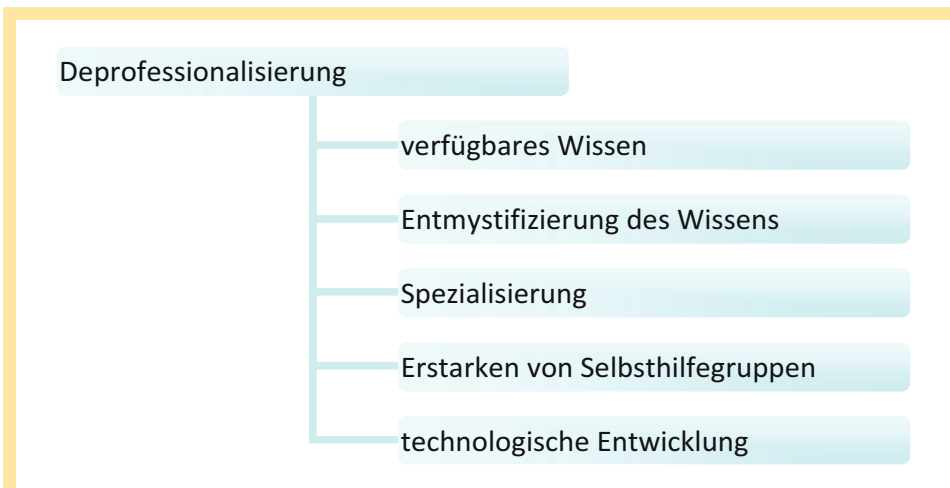 Deprofessionalisierung
verfügbares Wissen
Entmystifizierung des Wissens
Spezialisierung
Erstarken von Selbsthilfegruppen
technologische Entwicklung